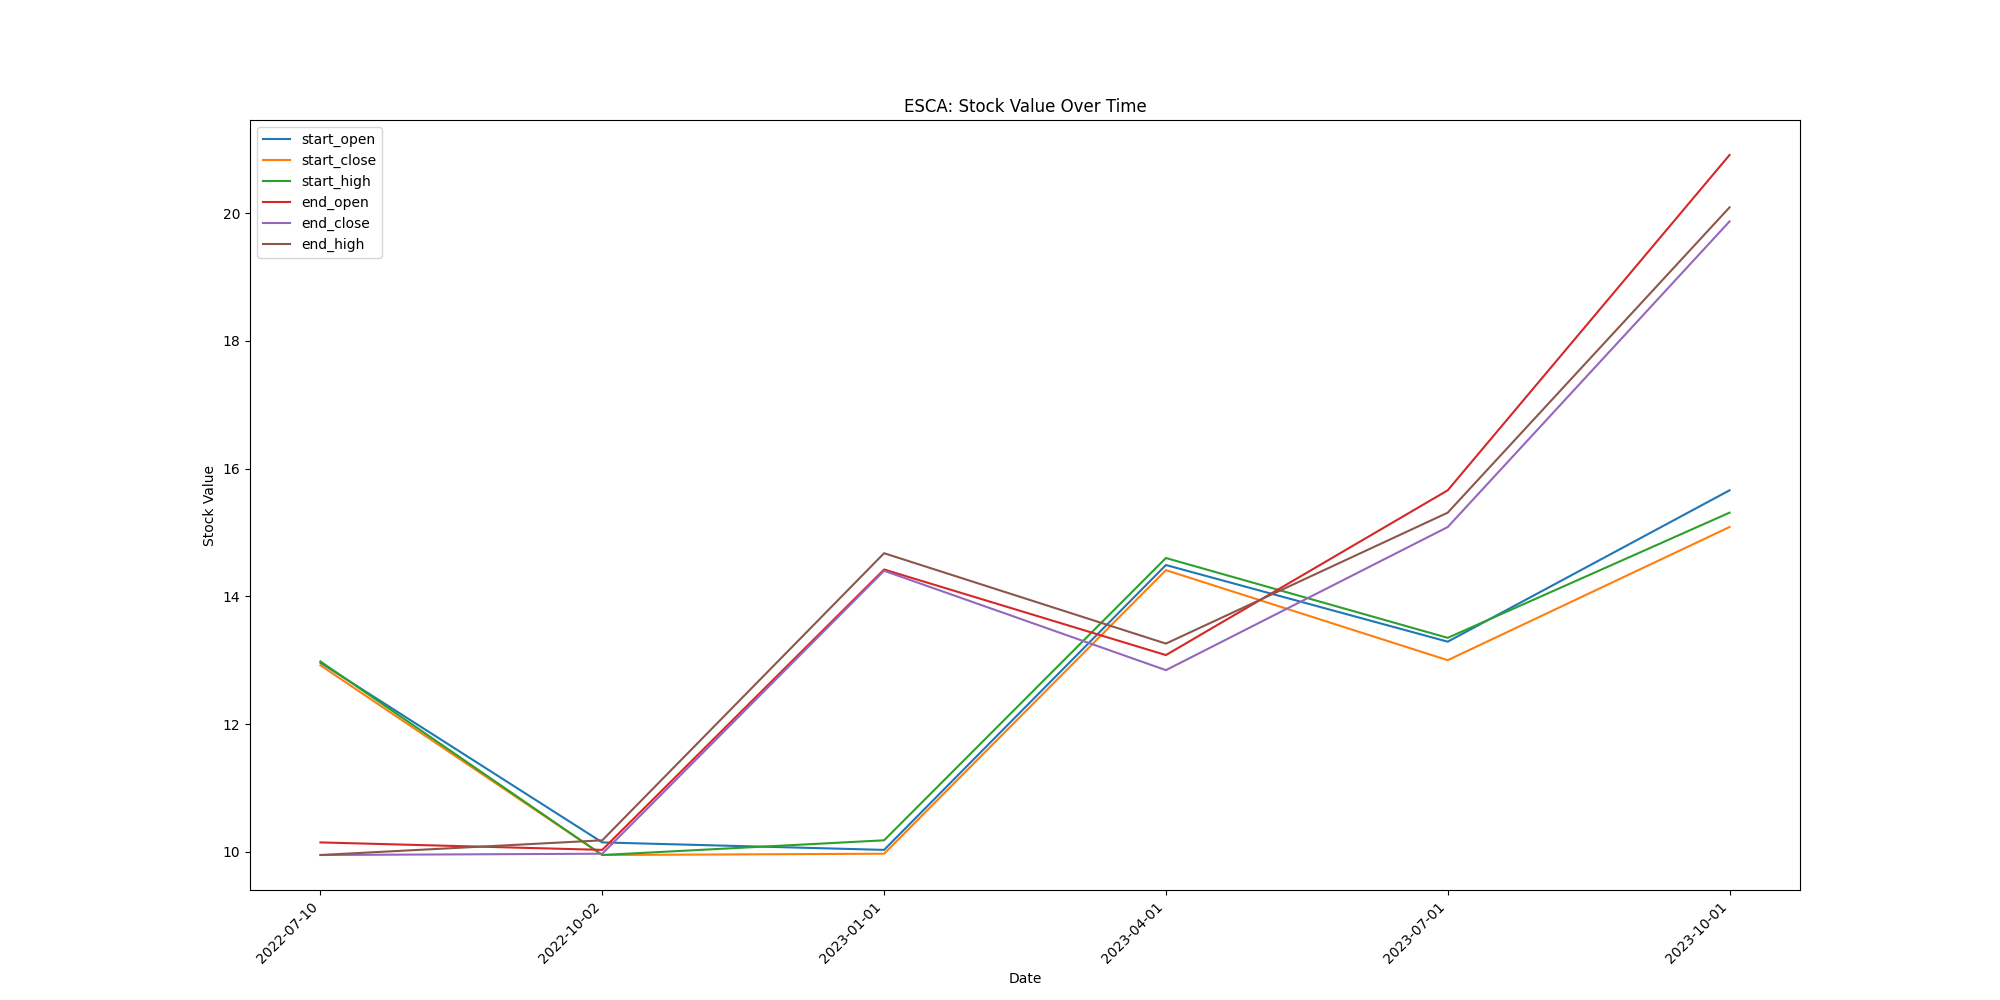 ESCA: Stock Value Over Time
start_open
start_close
start_high
end_open
end_close
end_high
Stock Value
20
18
16
14
12
10
2022-07-10
2022-10-02
2023-01-01
2023-04-01
2023-07-01
2023-10-01
Date